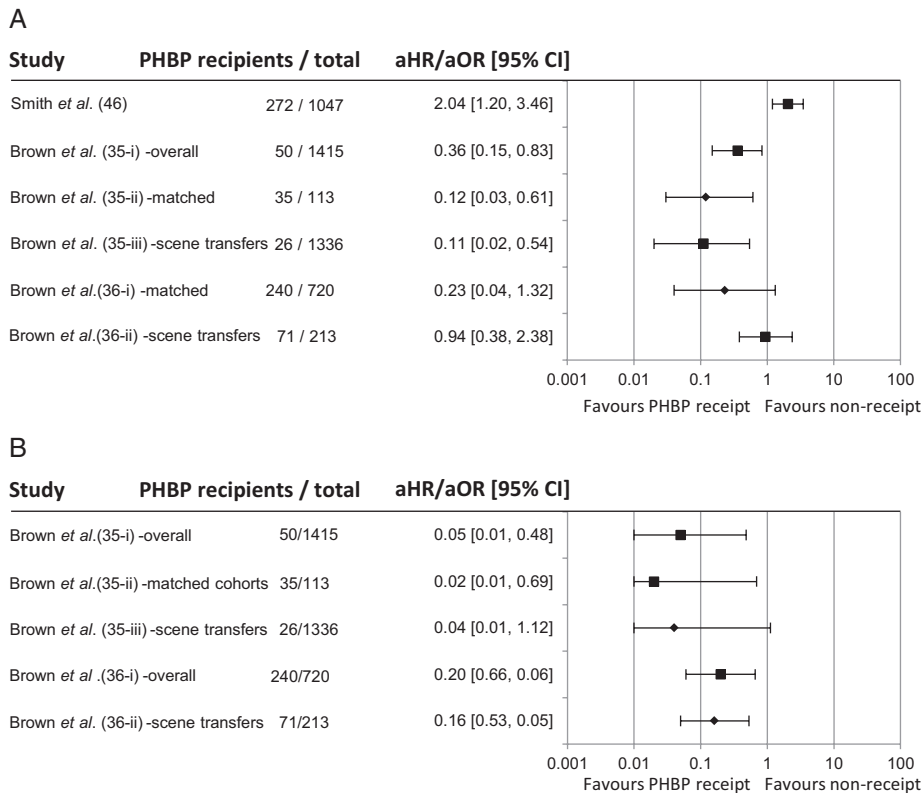 A
Study PHBP recipients / total aHR/aOR [95% CI]
Smith et al. (46) 272 / 1047 2.04 [1.20, 3.46]
Brown et al. (35-i) -overall 50 / 1415 0.36 [0.15, 0.83]
Brown et al. (35-ii) -matched 35 / 113 0.12 [0.03, 0.61]
Brown et al. (35-iii) -scene transfers 26 / 1336 0.11 [0.02, 0.54]
Brown et al.(36-i) -matched 240 / 720 0.23 [0.04, 1.32]
Brown et al.(36-ii) -scene transfers 71 / 213 0.94 [0.38, 2.38]
0.001 0.01 0.1 1 10 100
Favours PHBP receipt Favours non-receipt
B
Study PHBP recipients / total aHR/aOR [95% CI]
Brown et al.(35-i) -overall 50/1415 0.05 [0.01, 0.48]
Brown et al.(35-ii) -matched cohorts 35/113 0.02 [0.01, 0.69]
Brown et al. (35-iii) -scene transfers 26/1336 0.04 [0.01, 1.12]
Brown et al .(36-i) -overall 240/720 0.20 [0.66, 0.06]
Brown et al. (36-ii) -scene transfers 71/213 0.16 [0.53, 0.05]
0.001 0.01 0.1 1 10 100
Favours PHBP receipt Favours non-receipt